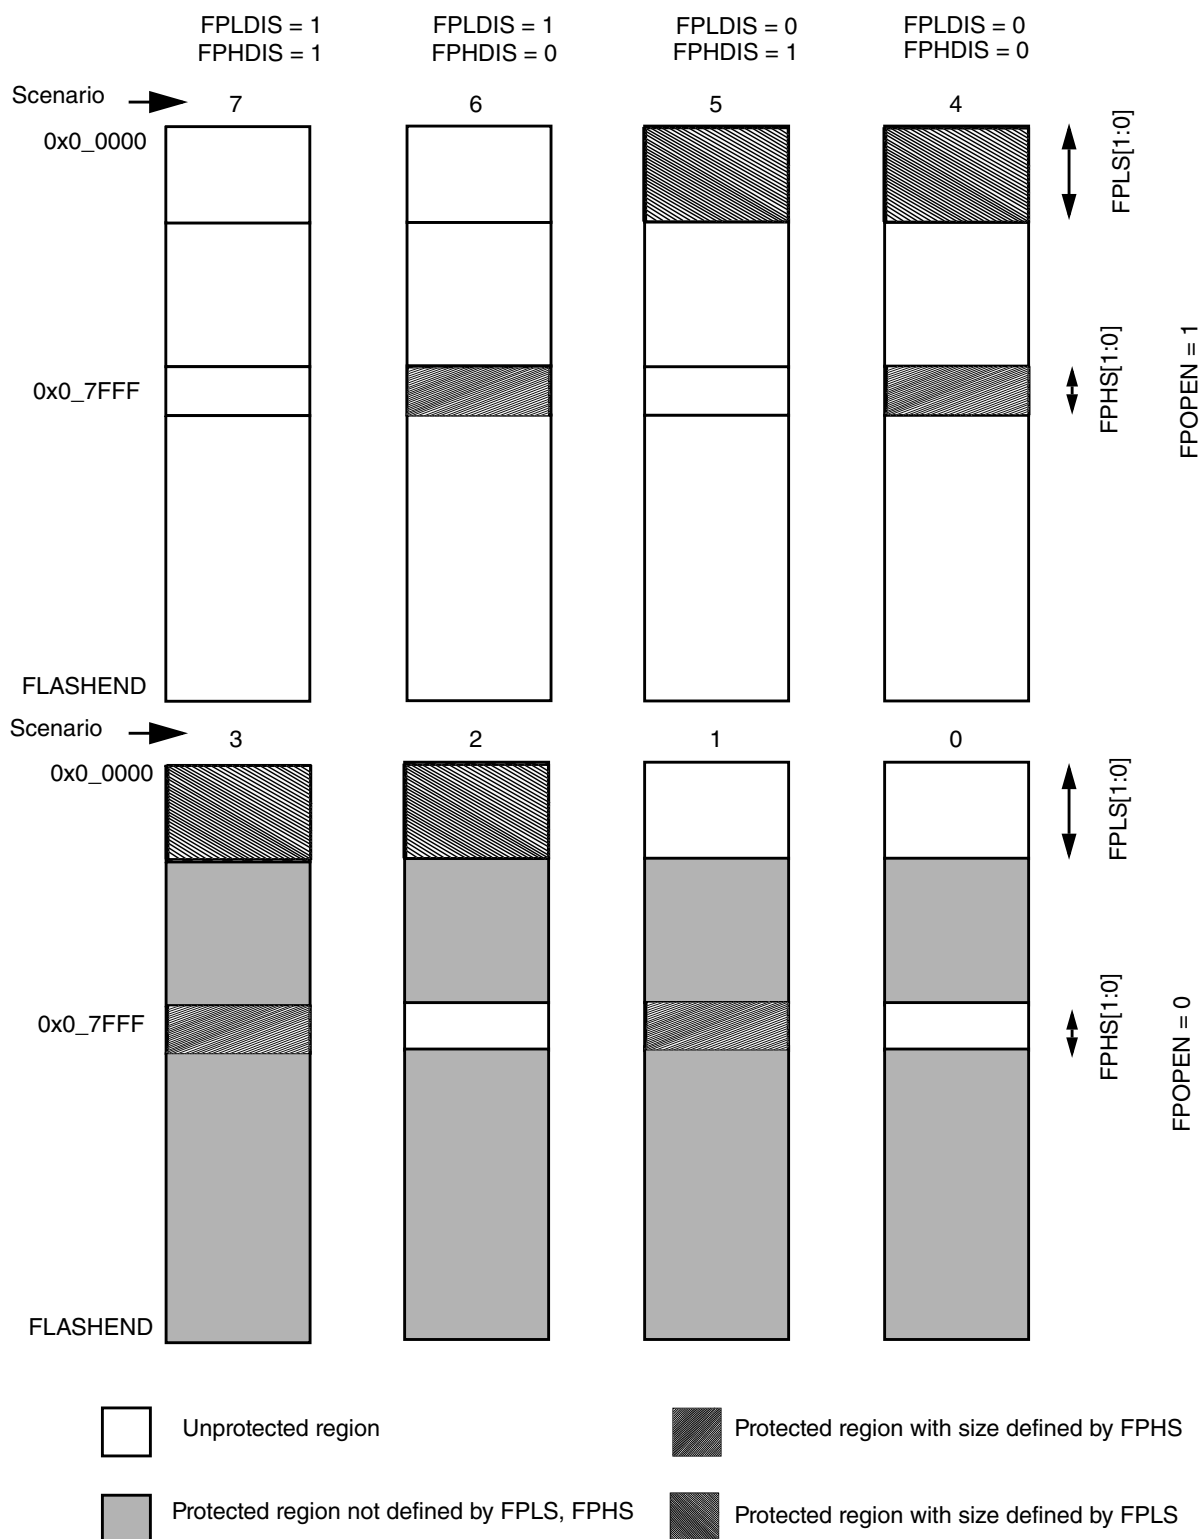 FPLDIS = 1 FPLDIS = 1 FPLDIS = 0 FPLDIS = 0
FPHDIS = 1 FPHDIS = 0 FPHDIS = 1 FPHDIS = 0
Scenario 7 6 5 4
0x0_0000
FPLS[1:0]
0x0_7FFF
FPHS[1:0]
FPOPEN = 1
FLASHEND
Scenario 3 2 1 0
0x0_0000
FPLS[1:0]
0x0_7FFF
FPHS[1:0]
FPOPEN = 0
FLASHEND
Unprotected region
Protected region with size defined by FPHS
Protected region not defined by FPLS, FPHS
Protected region with size defined by FPLS